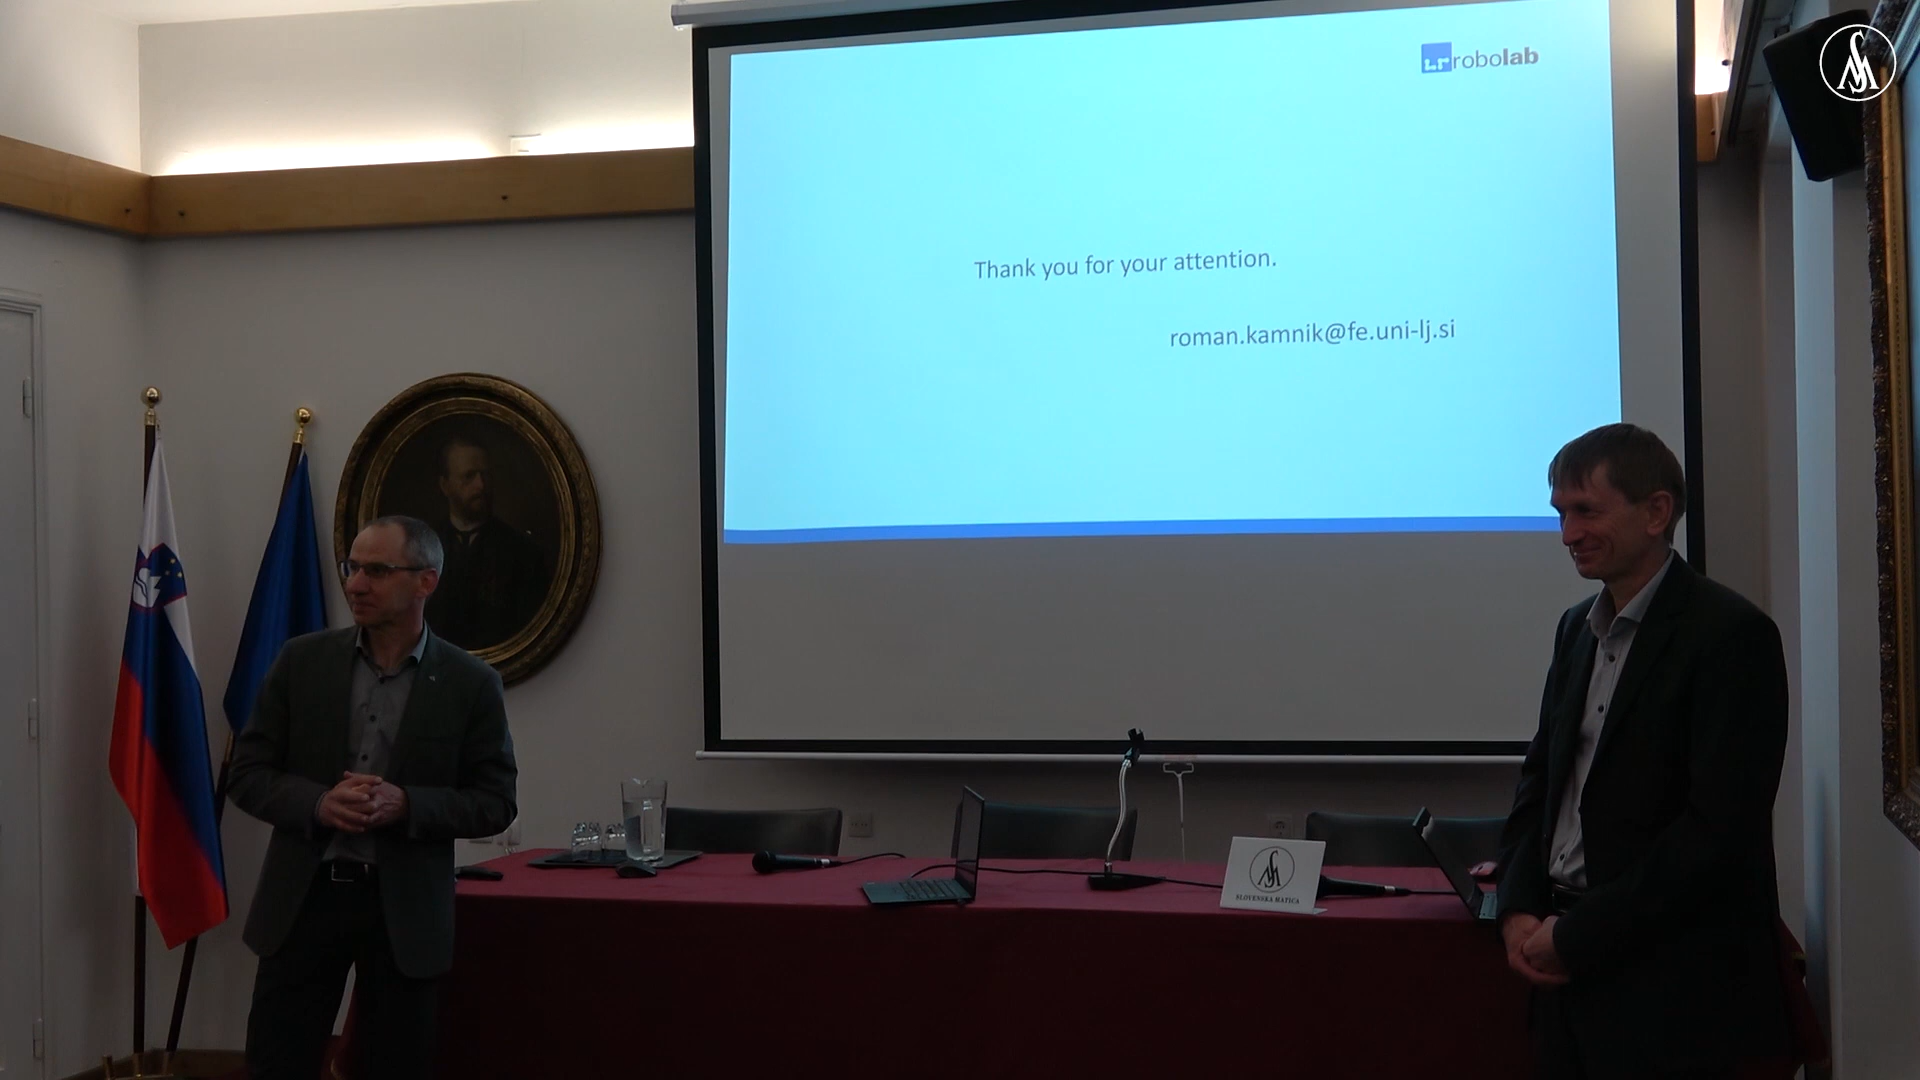 robolab
Thank you for your attention.
roman.kamnik@fe.uni-lj.si
SLOVENSKA MATICA